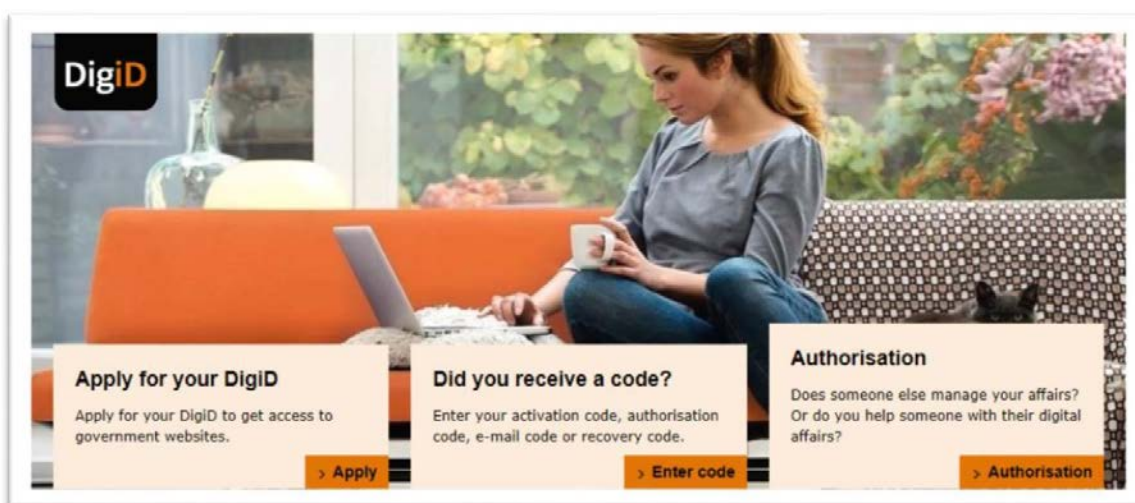 DigiD
Apply for your DigiD
Apply for your DigiD to get access to
government websites.
> Apply
Did you receive a code?
Enter your activation code, authorisation
code, e-mail code or recovery code.
> Enter code
Authorisation
Does someone else manage your affairs?
Or do you help someone with their digital
affairs?
> Authorisation